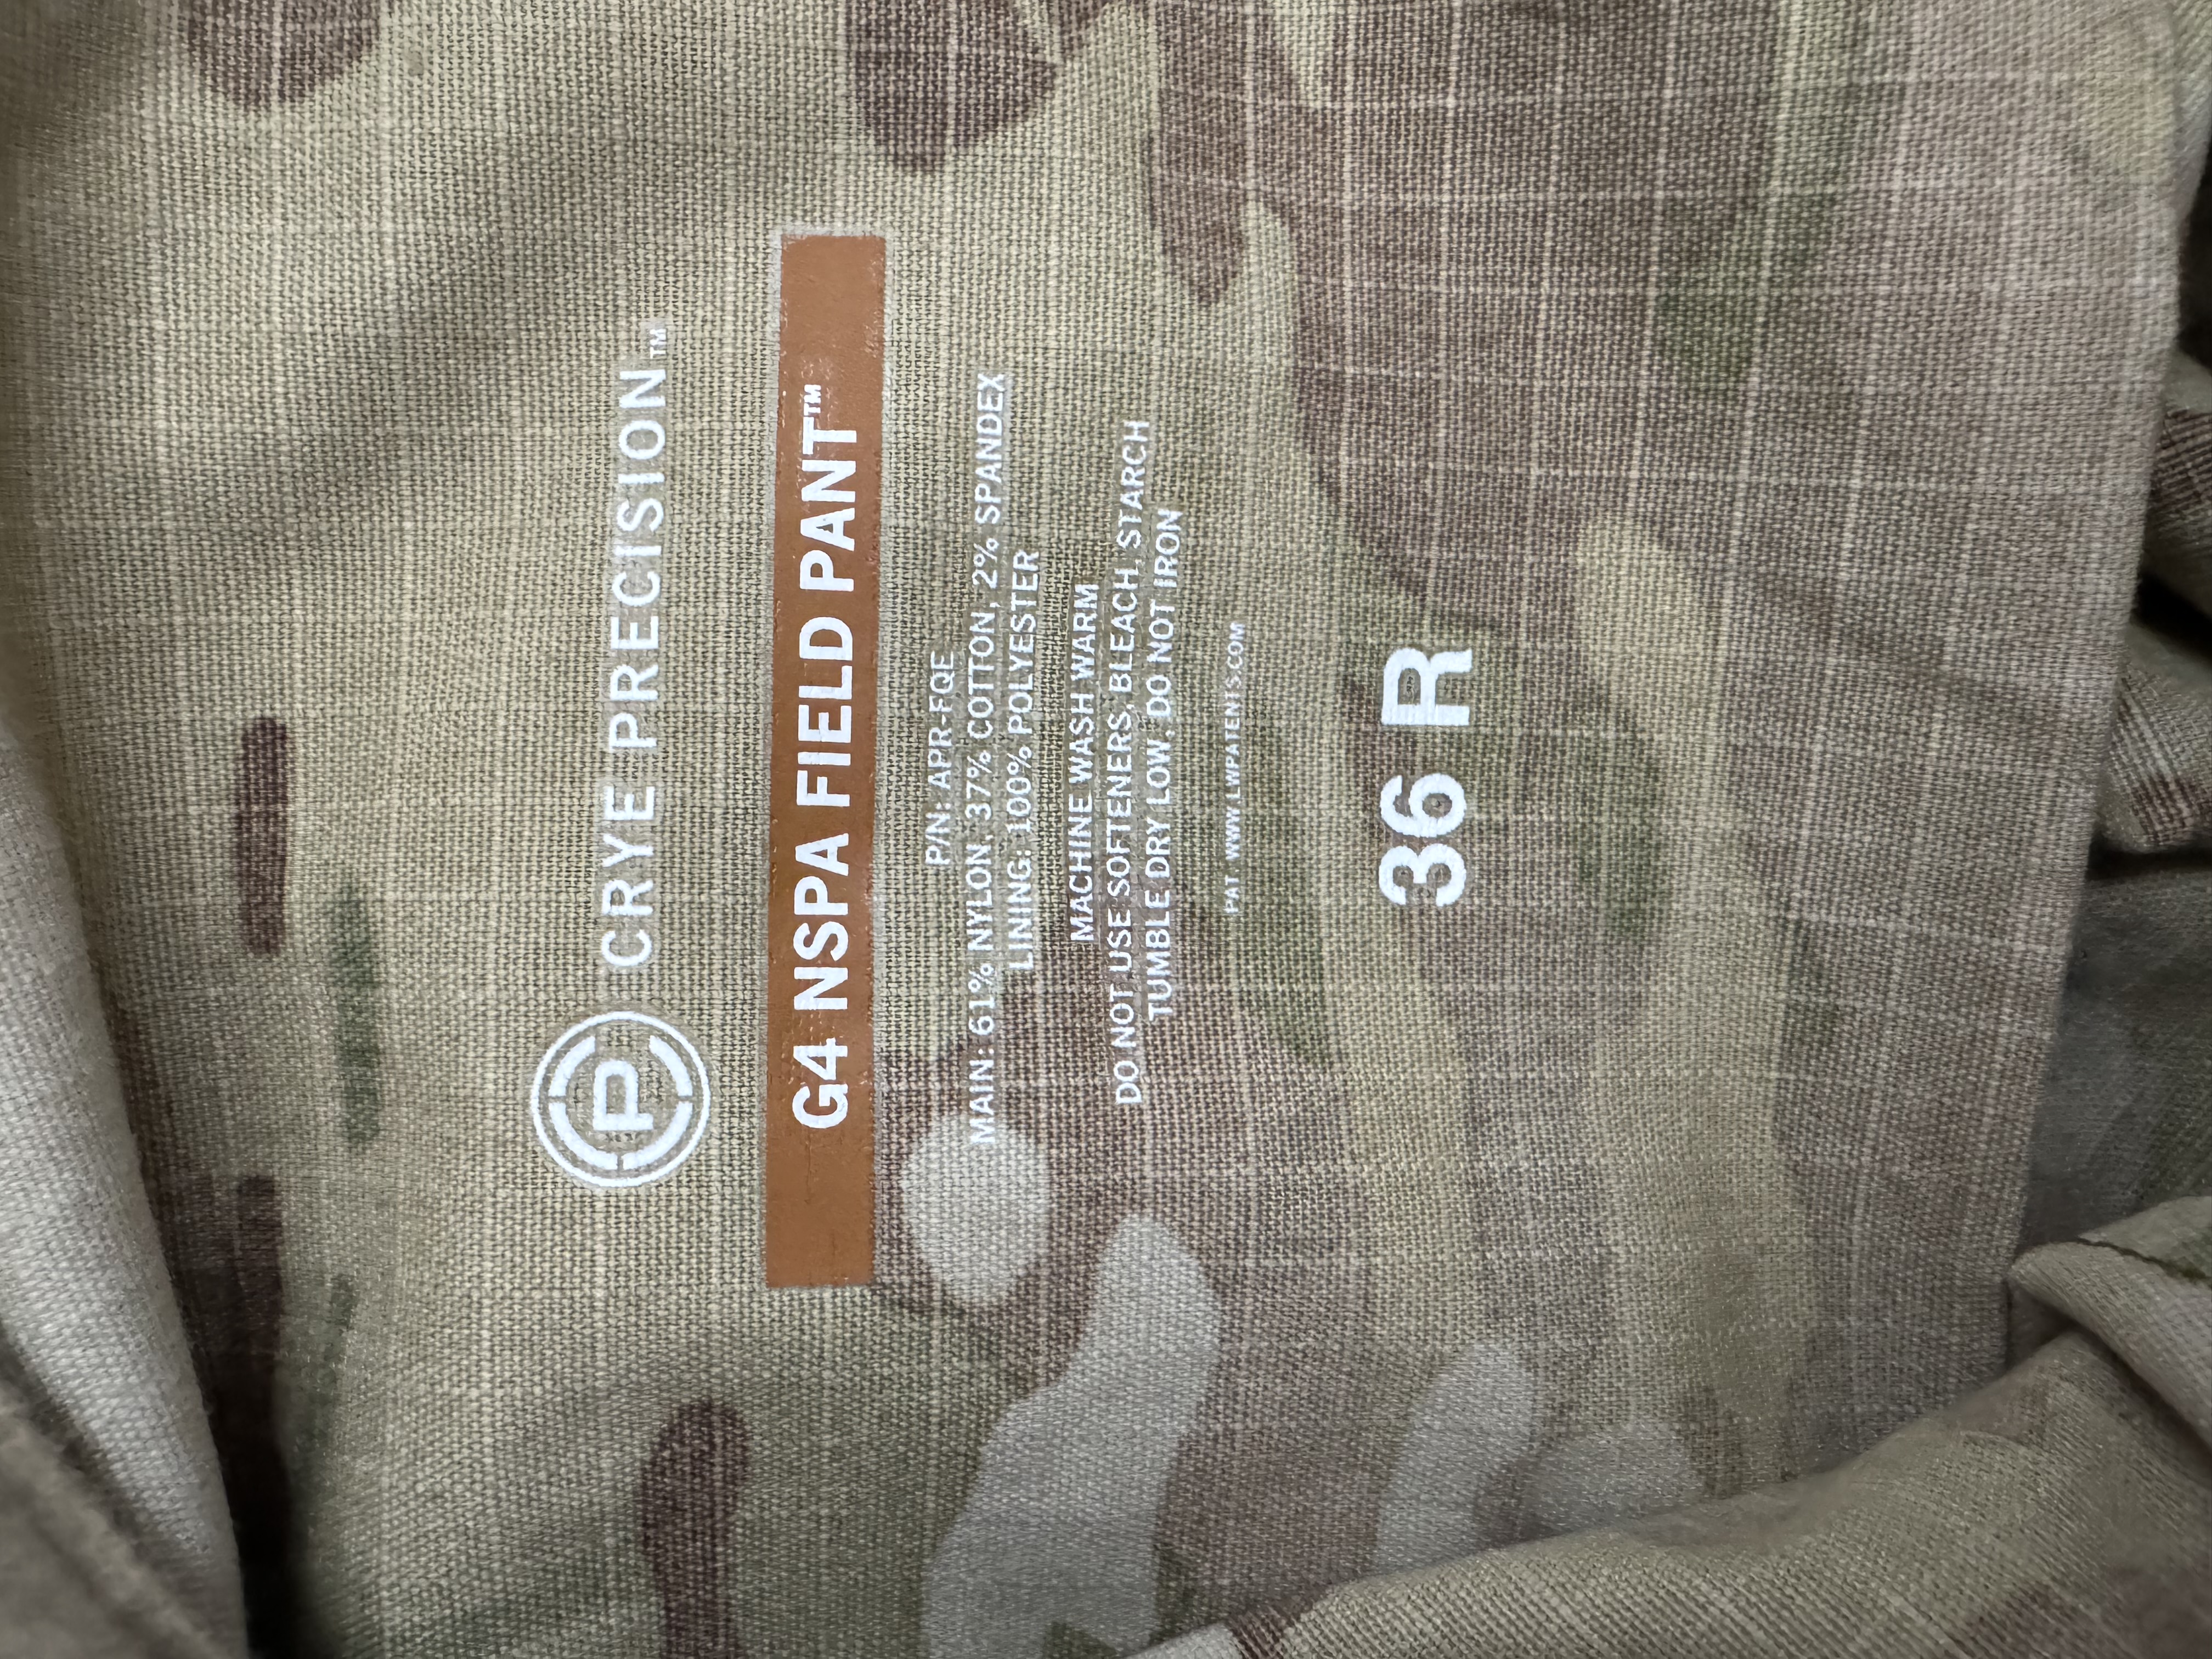 CP CRYE PRECISION™
G4 NSPA FIELD PANT™
P/N: APR-FQE
MAIN: 61% NYLON, 37% COTTON, 2% SPANDEX
LINING: 100% POLYESTER
MACHINE WASH WARM
DO NOT USE SOFTENERS, BLEACH, STARCH
TUMBLE DRY LOW, DO NOT IRON
PAT WWW.LWPATENTS.COM
36 R